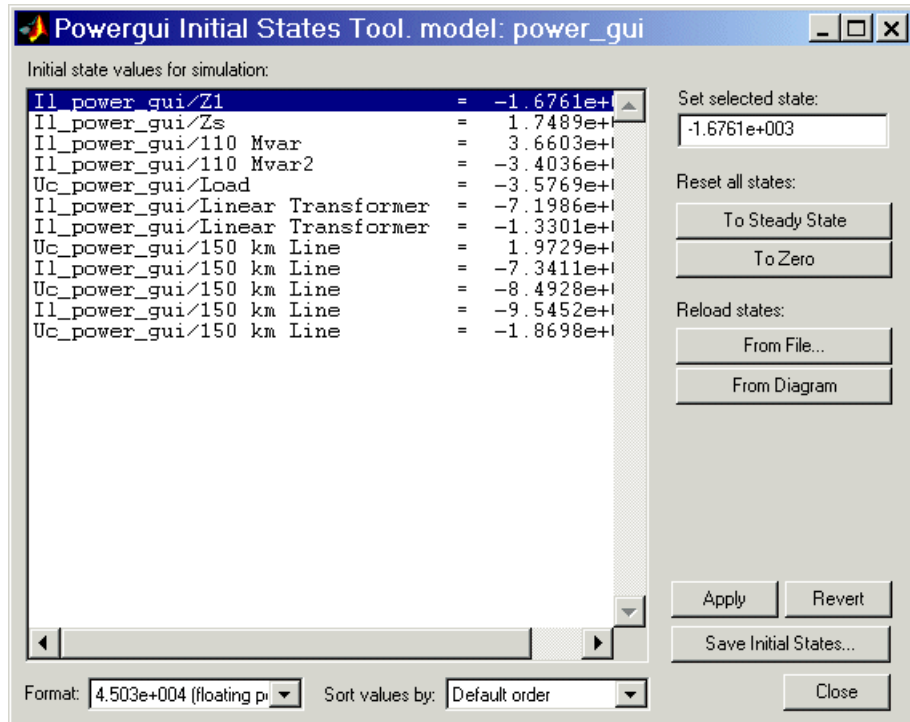 Powergui Initial States Tool. model: power_gui
Initial state values for simulation:
Il_power_gui/Z1 = -1.6761e+
Il_power_gui/Zs = 1.7489e+
Il_power_gui/110 Mvar = 3.6603e+
Il_power_gui/110 Mvar2 = -3.4036e+
Uc_power_gui/Load = -3.5769e+
Il_power_gui/Linear Transformer = -7.1986e+
Il_power_gui/Linear Transformer = -1.3301e+
Uc_power_gui/150 km Line = 1.9729e+
Il_power_gui/150 km Line = -7.3411e+
Uc_power_gui/150 km Line = -8.4928e+
Il_power_gui/150 km Line = -9.5452e+
Uc_power_gui/150 km Line = -1.8698e+
Set selected state:
-1.6761e+003
Reset all states:
To Steady State
To Zero
Reload states:
From File...
From Diagram
Apply Revert
Save Initial States...
Format: 4.503e+004 (floating p Sort values by: Default order Close